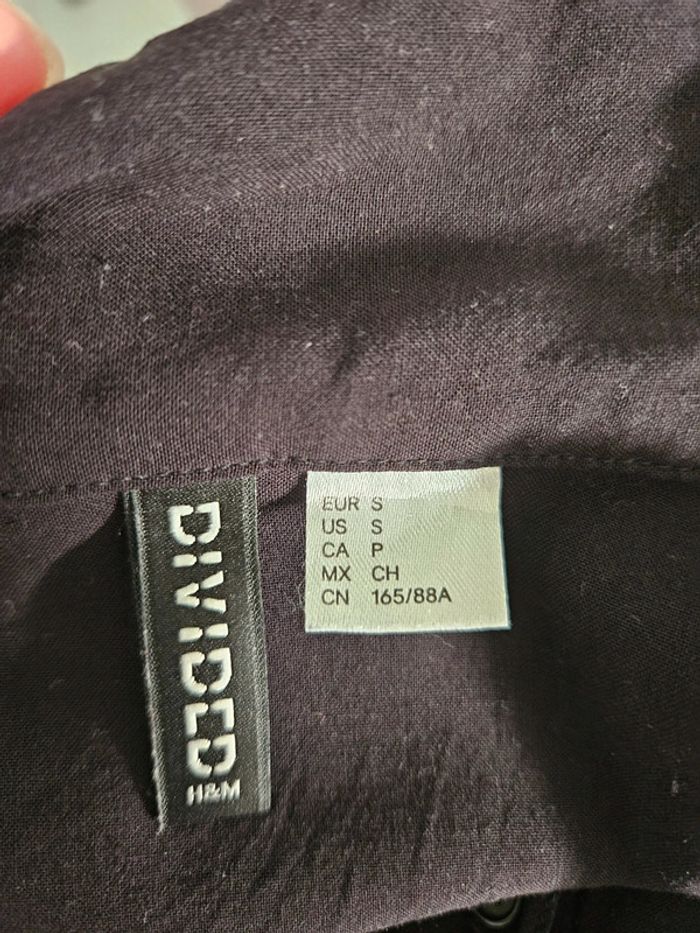 DIVIDED
H&M
EUR S
US S
CA P
MX CH
CN 165/88A